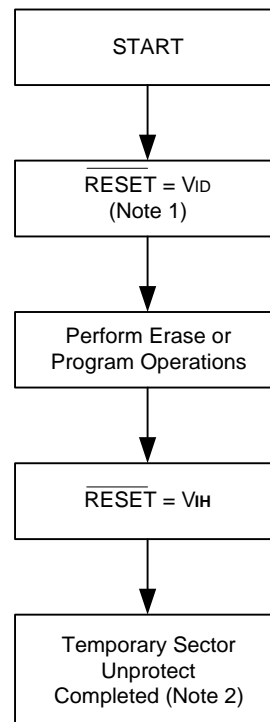 START
RESET = VID
(Note 1)
Perform Erase or
Program Operations
RESET = VIH
Temporary Sector
Unprotect
Completed (Note 2)